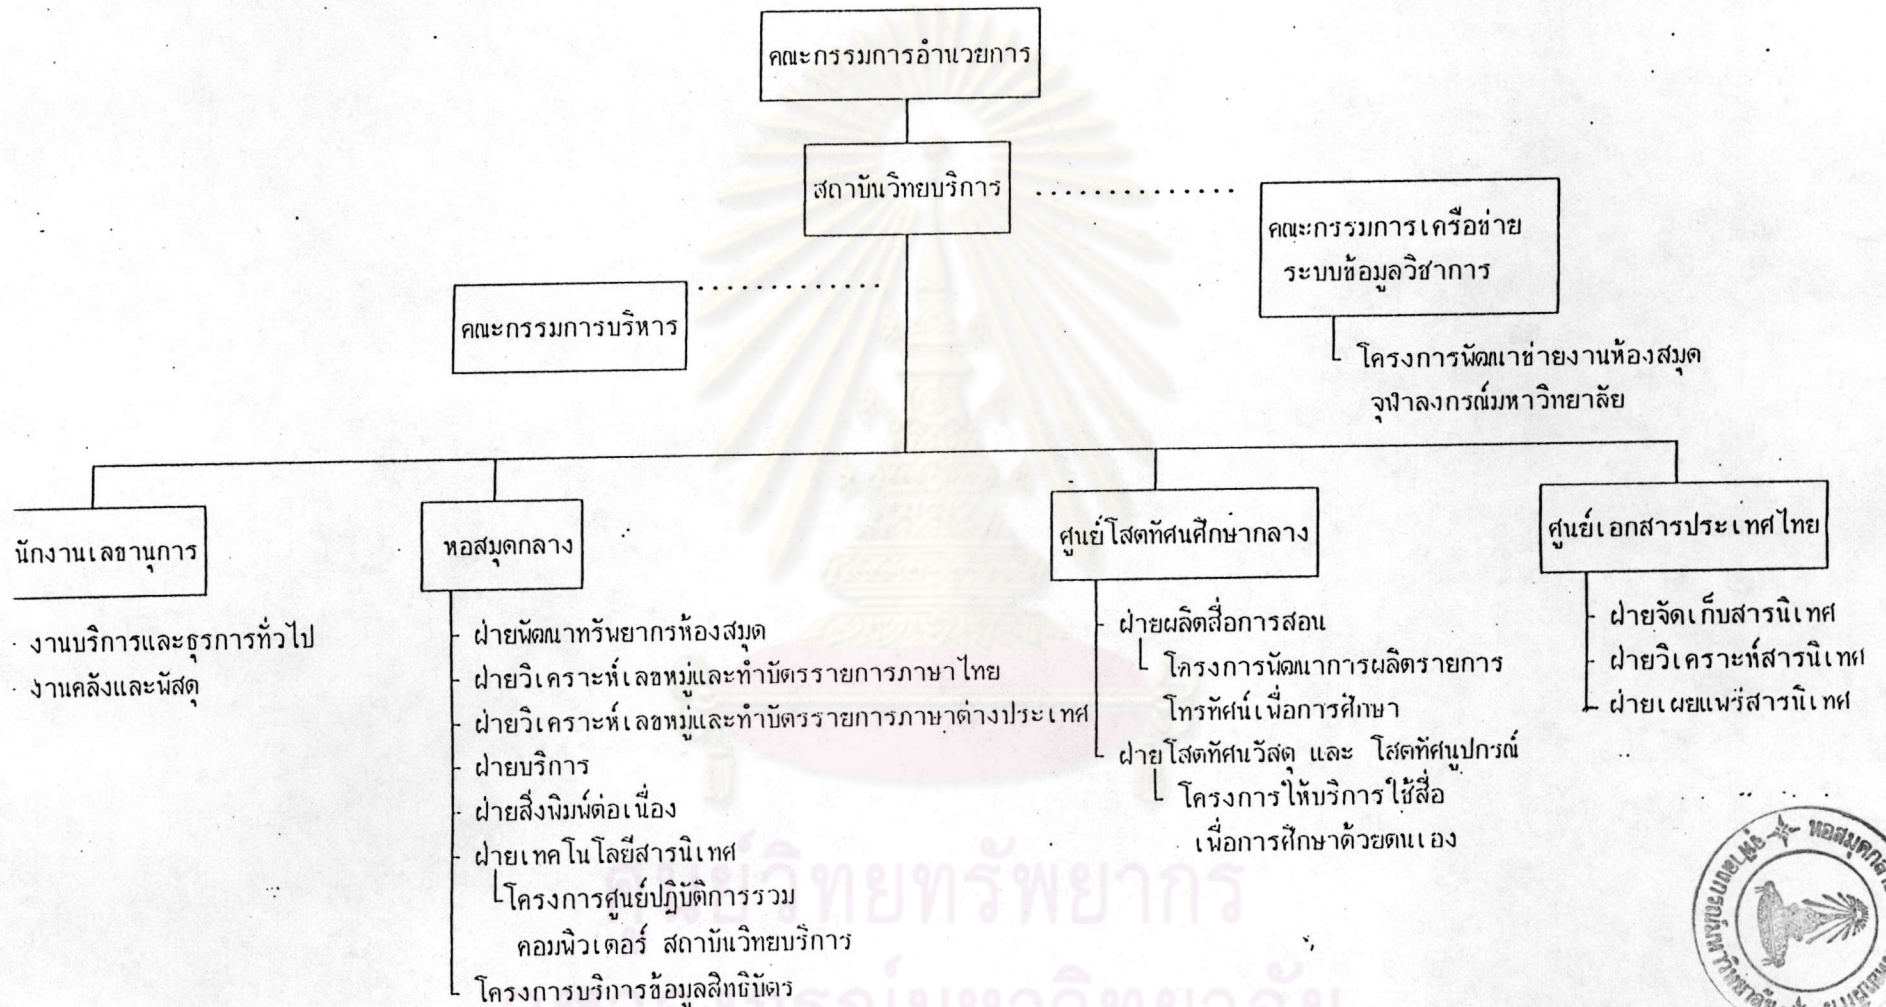 คณะกรรมการอำนวยการ
สถาบันวิทยบริการ
คณะกรรมการเครือข่าย
ระบบข้อมูลวิชาการ
คณะกรรมการบริหาร
โครงการพัฒนาข่ายงานห้องสมุด
จุฬาลงกรณ์มหาวิทยาลัย
นักงานเลขานุการ
งานบริการและธุรการทั่วไป
งานคลังและพัสดุ
หอสมุดกลาง
- ฝ่ายพัฒนาทรัพยากรห้องสมุด
- ฝ่ายวิเคราะห์เลขหมู่และทำบัตรรายการภาษาไทย
- ฝ่ายวิเคราะห์เลขหมู่และทำบัตรรายการภาษาต่างประเทศ
- ฝ่ายบริการ
- ฝ่ายสิ่งพิมพ์ต่อเนื่อง
- ฝ่ายเทคโนโลยีสารนิเทศ
โครงการศูนย์ปฏิบัติการรวม
คอมพิวเตอร์ สถาบันวิทยบริการ
- โครงการบริการข้อมูลสิทธิบัตร
ศูนย์โสตทัศนศึกษากลาง
- ฝ่ายผลิตสื่อการสอน
โครงการพัฒนาการผลิตรายการ
โทรทัศน์เพื่อการศึกษา
- ฝ่ายโสตทัศนวัสดุ และ โสตทัศนูปกรณ์
โครงการให้บริการใช้สื่อ
เพื่อการศึกษาด้วยตนเอง
ศูนย์เอกสารประเทศไทย
- ฝ่ายจัดเก็บสารนิเทศ
- ฝ่ายวิเคราะห์สารนิเทศ
- ฝ่ายเผยแพร่สารนิเทศ
ศูนย์วิทยทรัพยากร